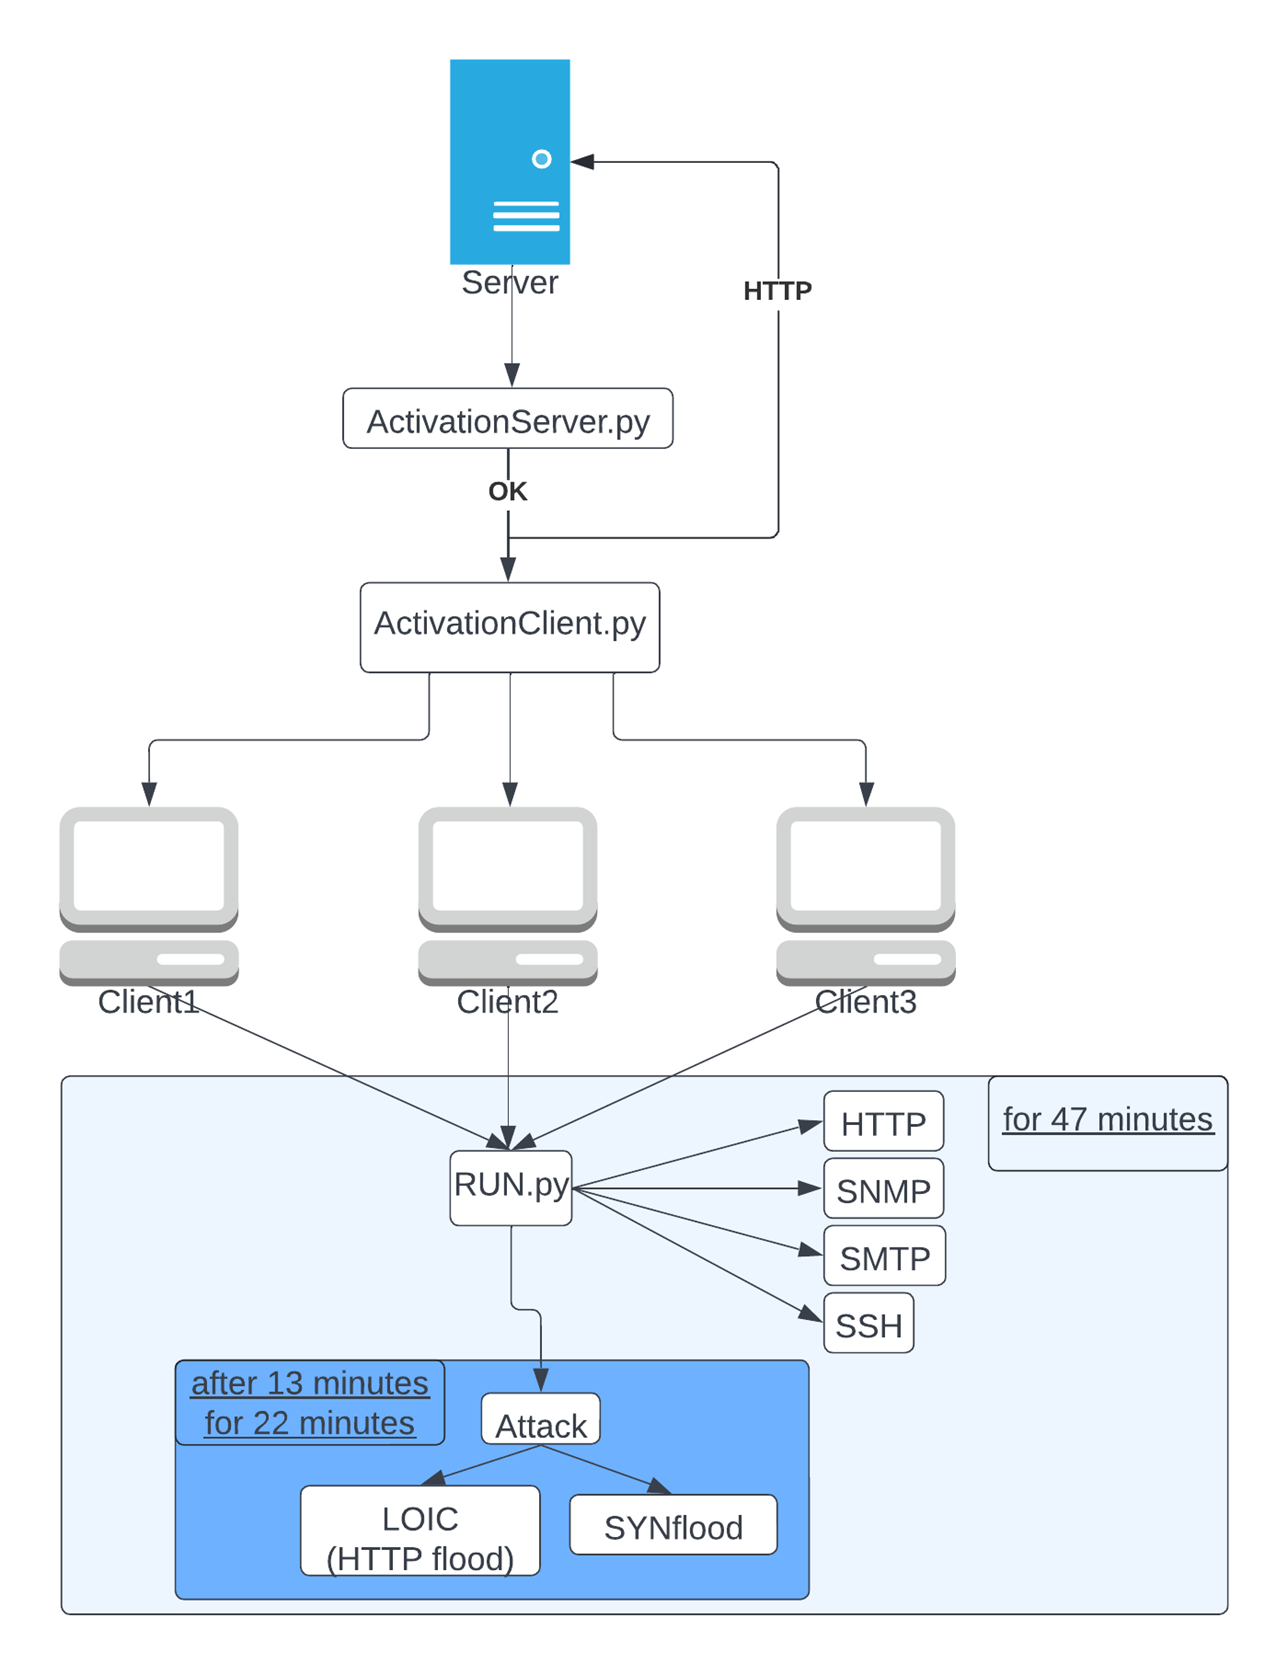 Server
HTTP
ActivationServer.py
OK
ActivationClient.py
Client1
Client2
Client3
for 47 minutes
HTTP
RUN.py
SNMP
SMTP
SSH
after 13 minutes
for 22 minutes
Attack
LOIC
(HTTP flood)
SYNflood